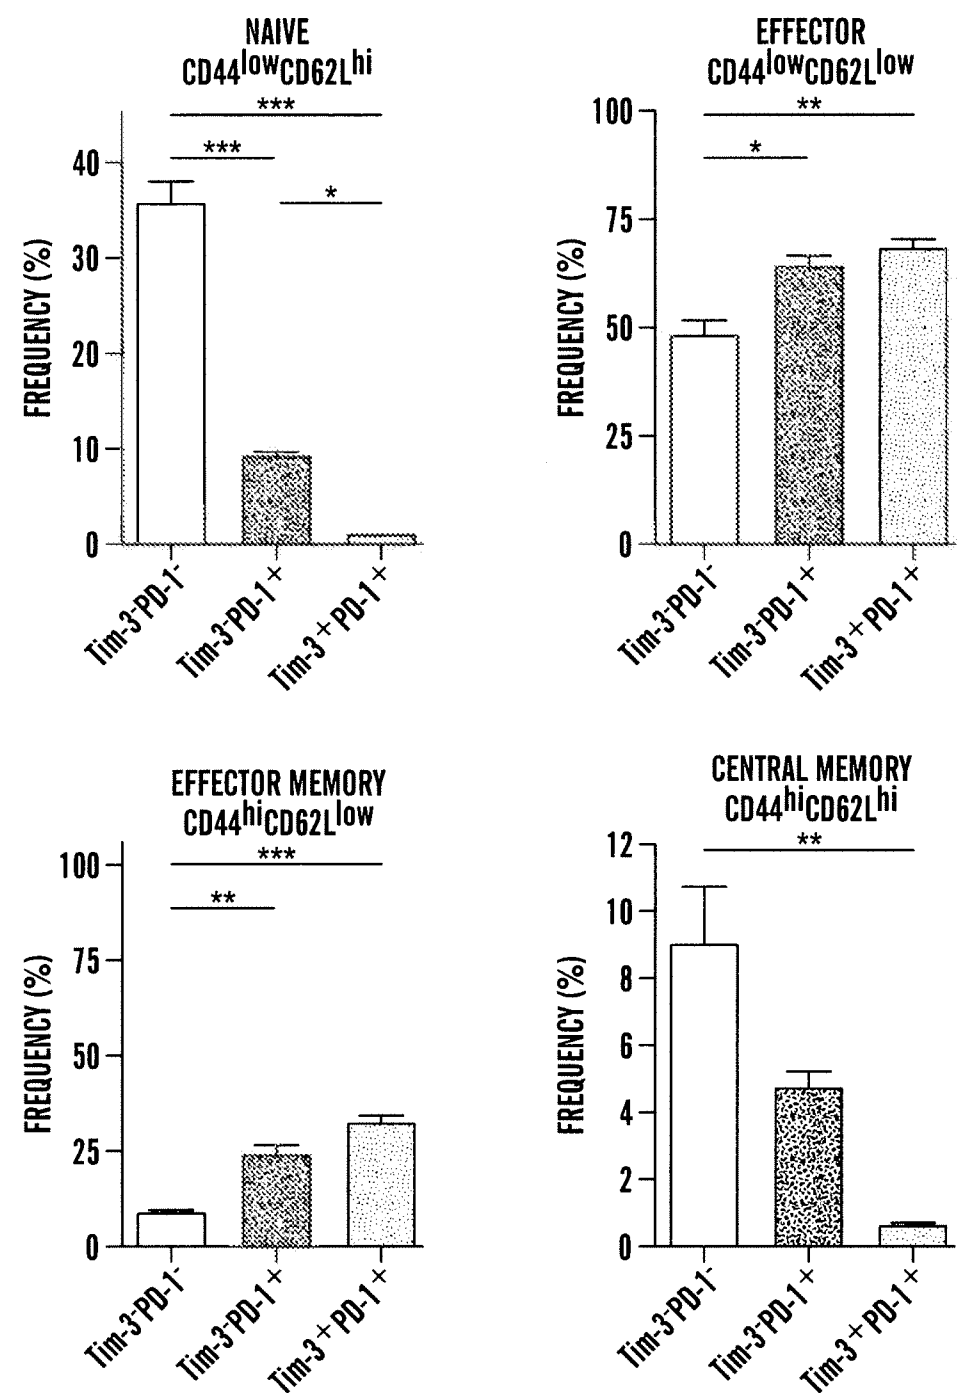 NAIVE
CD44lowCD62Lhi
***
***
*
FREQUENCY (%)
40
30
20
10
0
Tim-3-PD-1-
Tim-3-PD-1+
Tim-3+PD-1+
EFFECTOR
CD44lowCD62Llow
**
*
FREQUENCY (%)
100
75
50
25
0
Tim-3-PD-1-
Tim-3-PD-1+
Tim-3+PD-1+
EFFECTOR MEMORY
CD44hiCD62Llow
***
**
FREQUENCY (%)
100
75
50
25
0
Tim-3-PD-1-
Tim-3-PD-1+
Tim-3+PD-1+
CENTRAL MEMORY
CD44hiCD62Lhi
**
FREQUENCY (%)
12
10
8
6
4
2
0
Tim-3-PD-1-
Tim-3-PD-1+
Tim-3+PD-1+